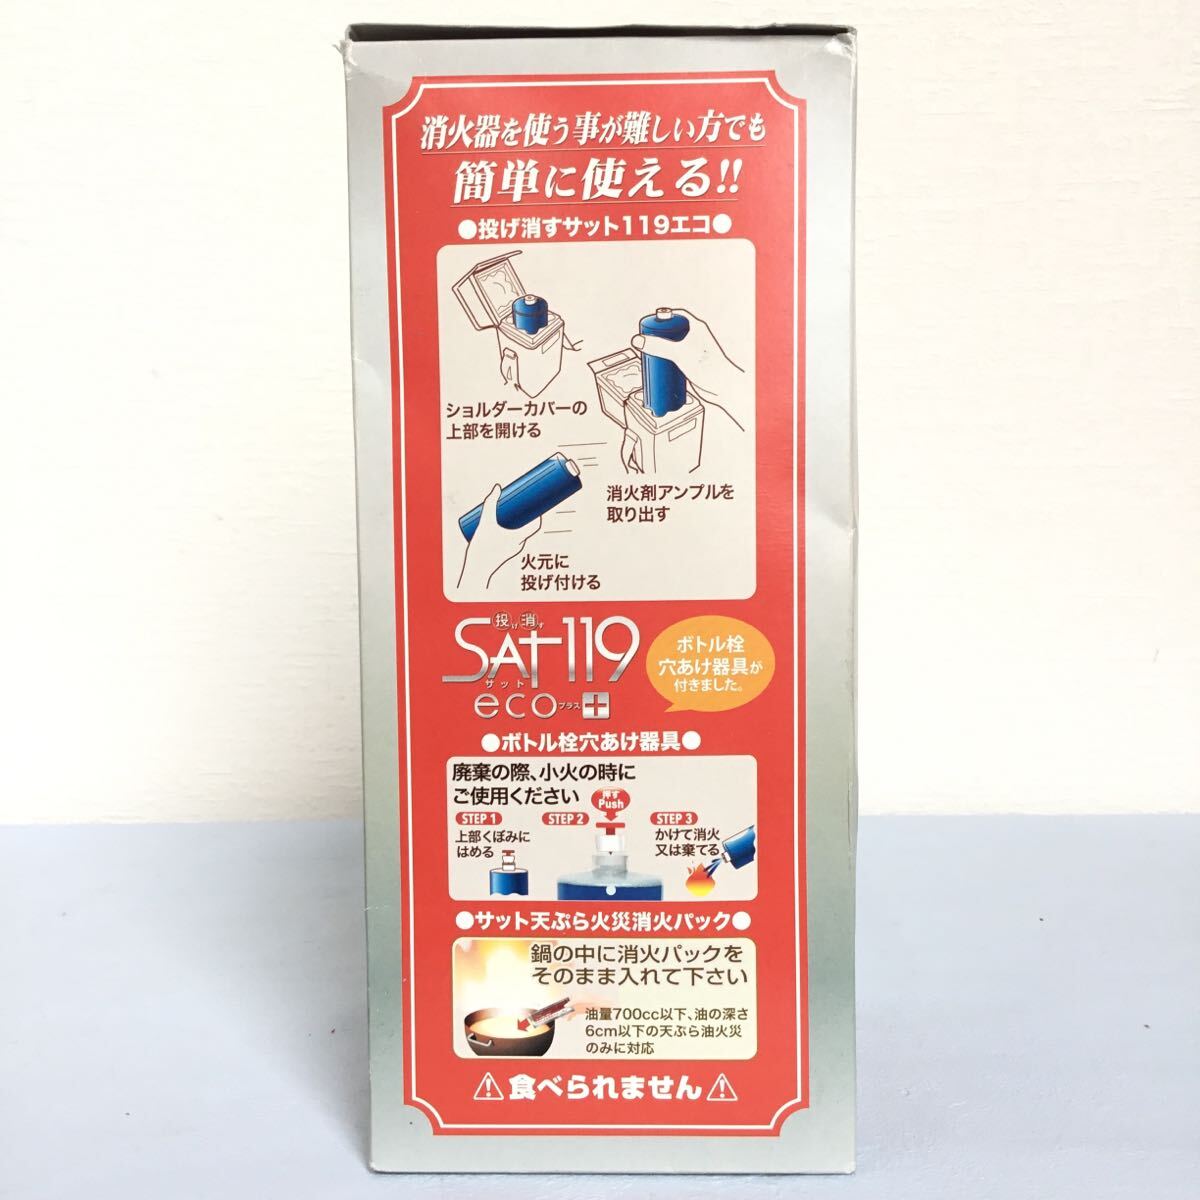 消火器を使う事が難しい方でも
簡単に使える!!
●投げ消すサット119エコ●
ショルダーカバーの
上部を開ける
消火剤アンプルを
取り出す
火元に
投げ付ける
投げ消す
SAT119
サット
ecoプラス+
ボトル栓
穴あけ器具が
付きました。
●ボトル栓穴あけ器具●
廃棄の際、小火の時に
ご使用ください
押す
Push
STEP 1
上部くぼみに
はめる
STEP 2
STEP 3
かけて消火
又は棄てる
●サット天ぷら火災消火パック●
鍋の中に消火パックを
そのまま入れて下さい
油量700cc以下、油の深さ
6cm以下の天ぷら油火災
のみに対応
⚠食べられません⚠